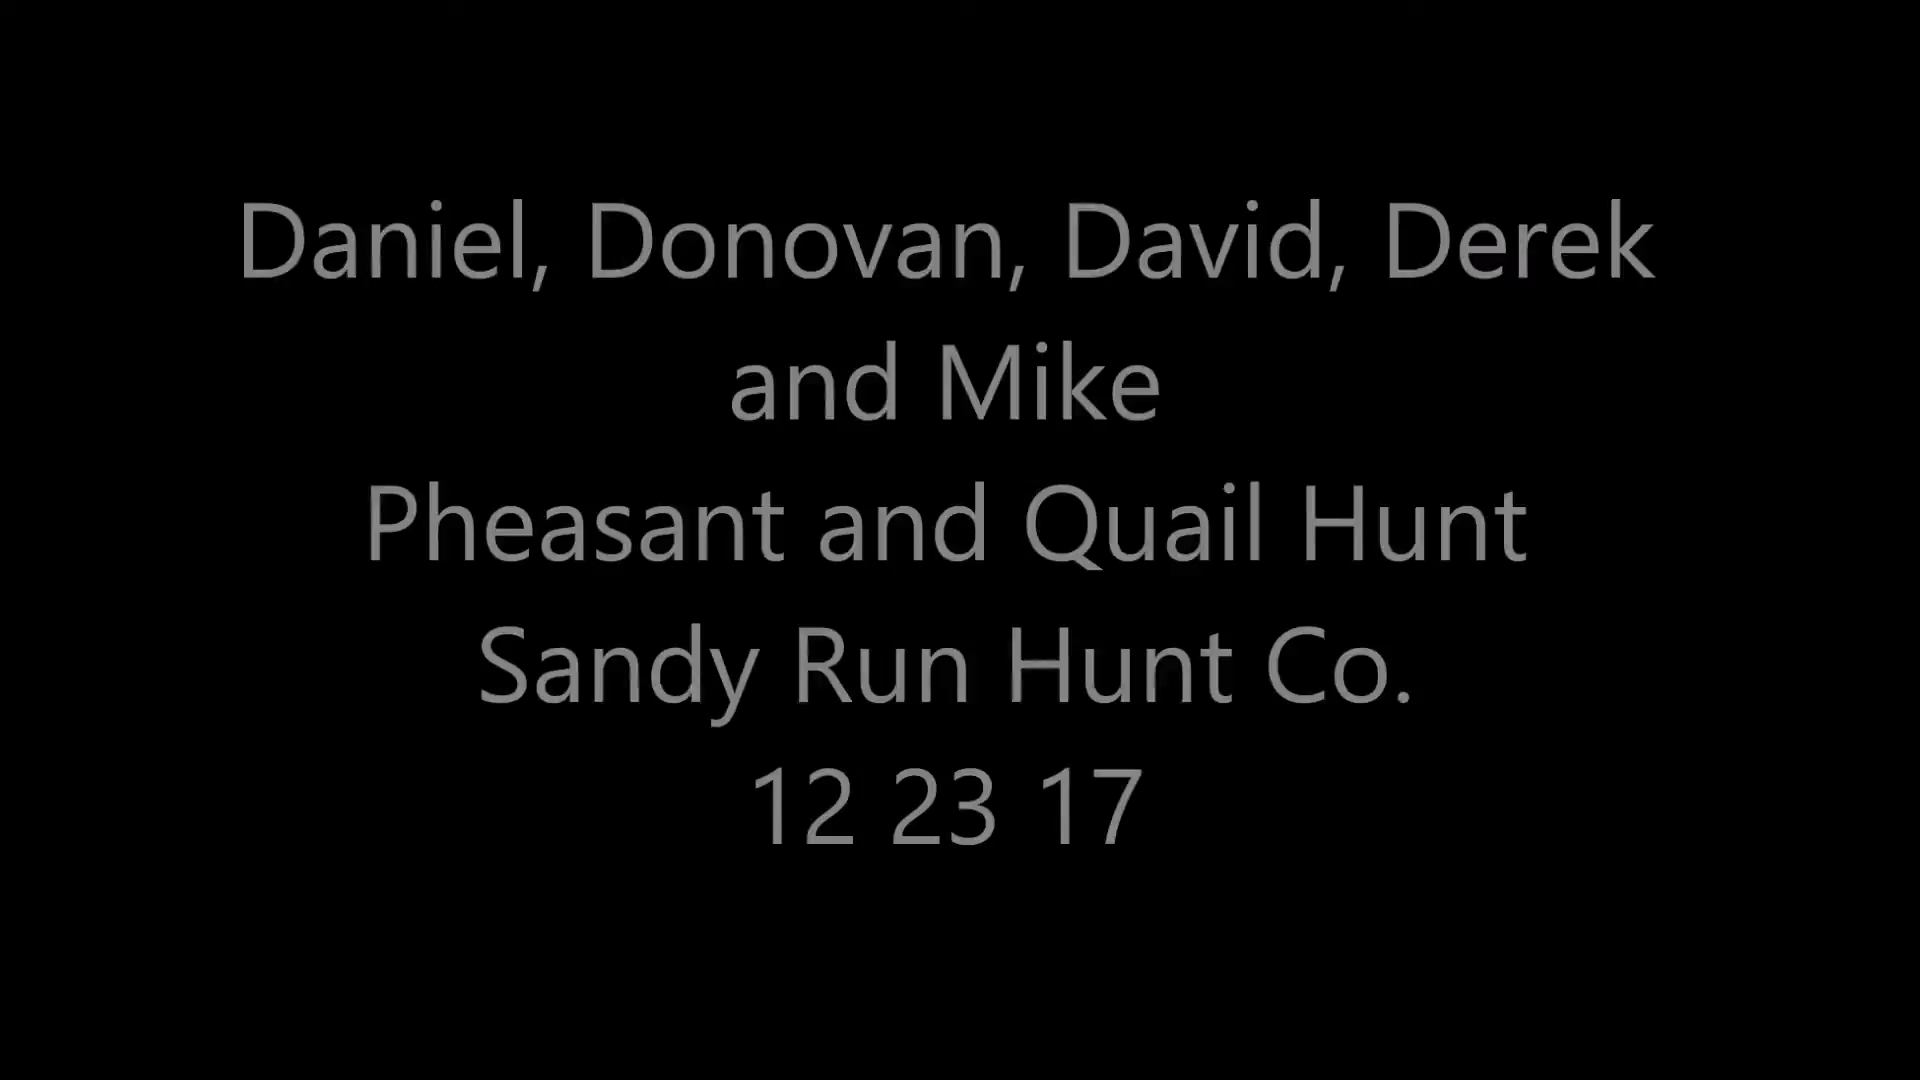 Daniel, Donovan, David, Derek
and Mike
Pheasant and Quail Hunt
Sandy Run Hunt Co.
12 23 17